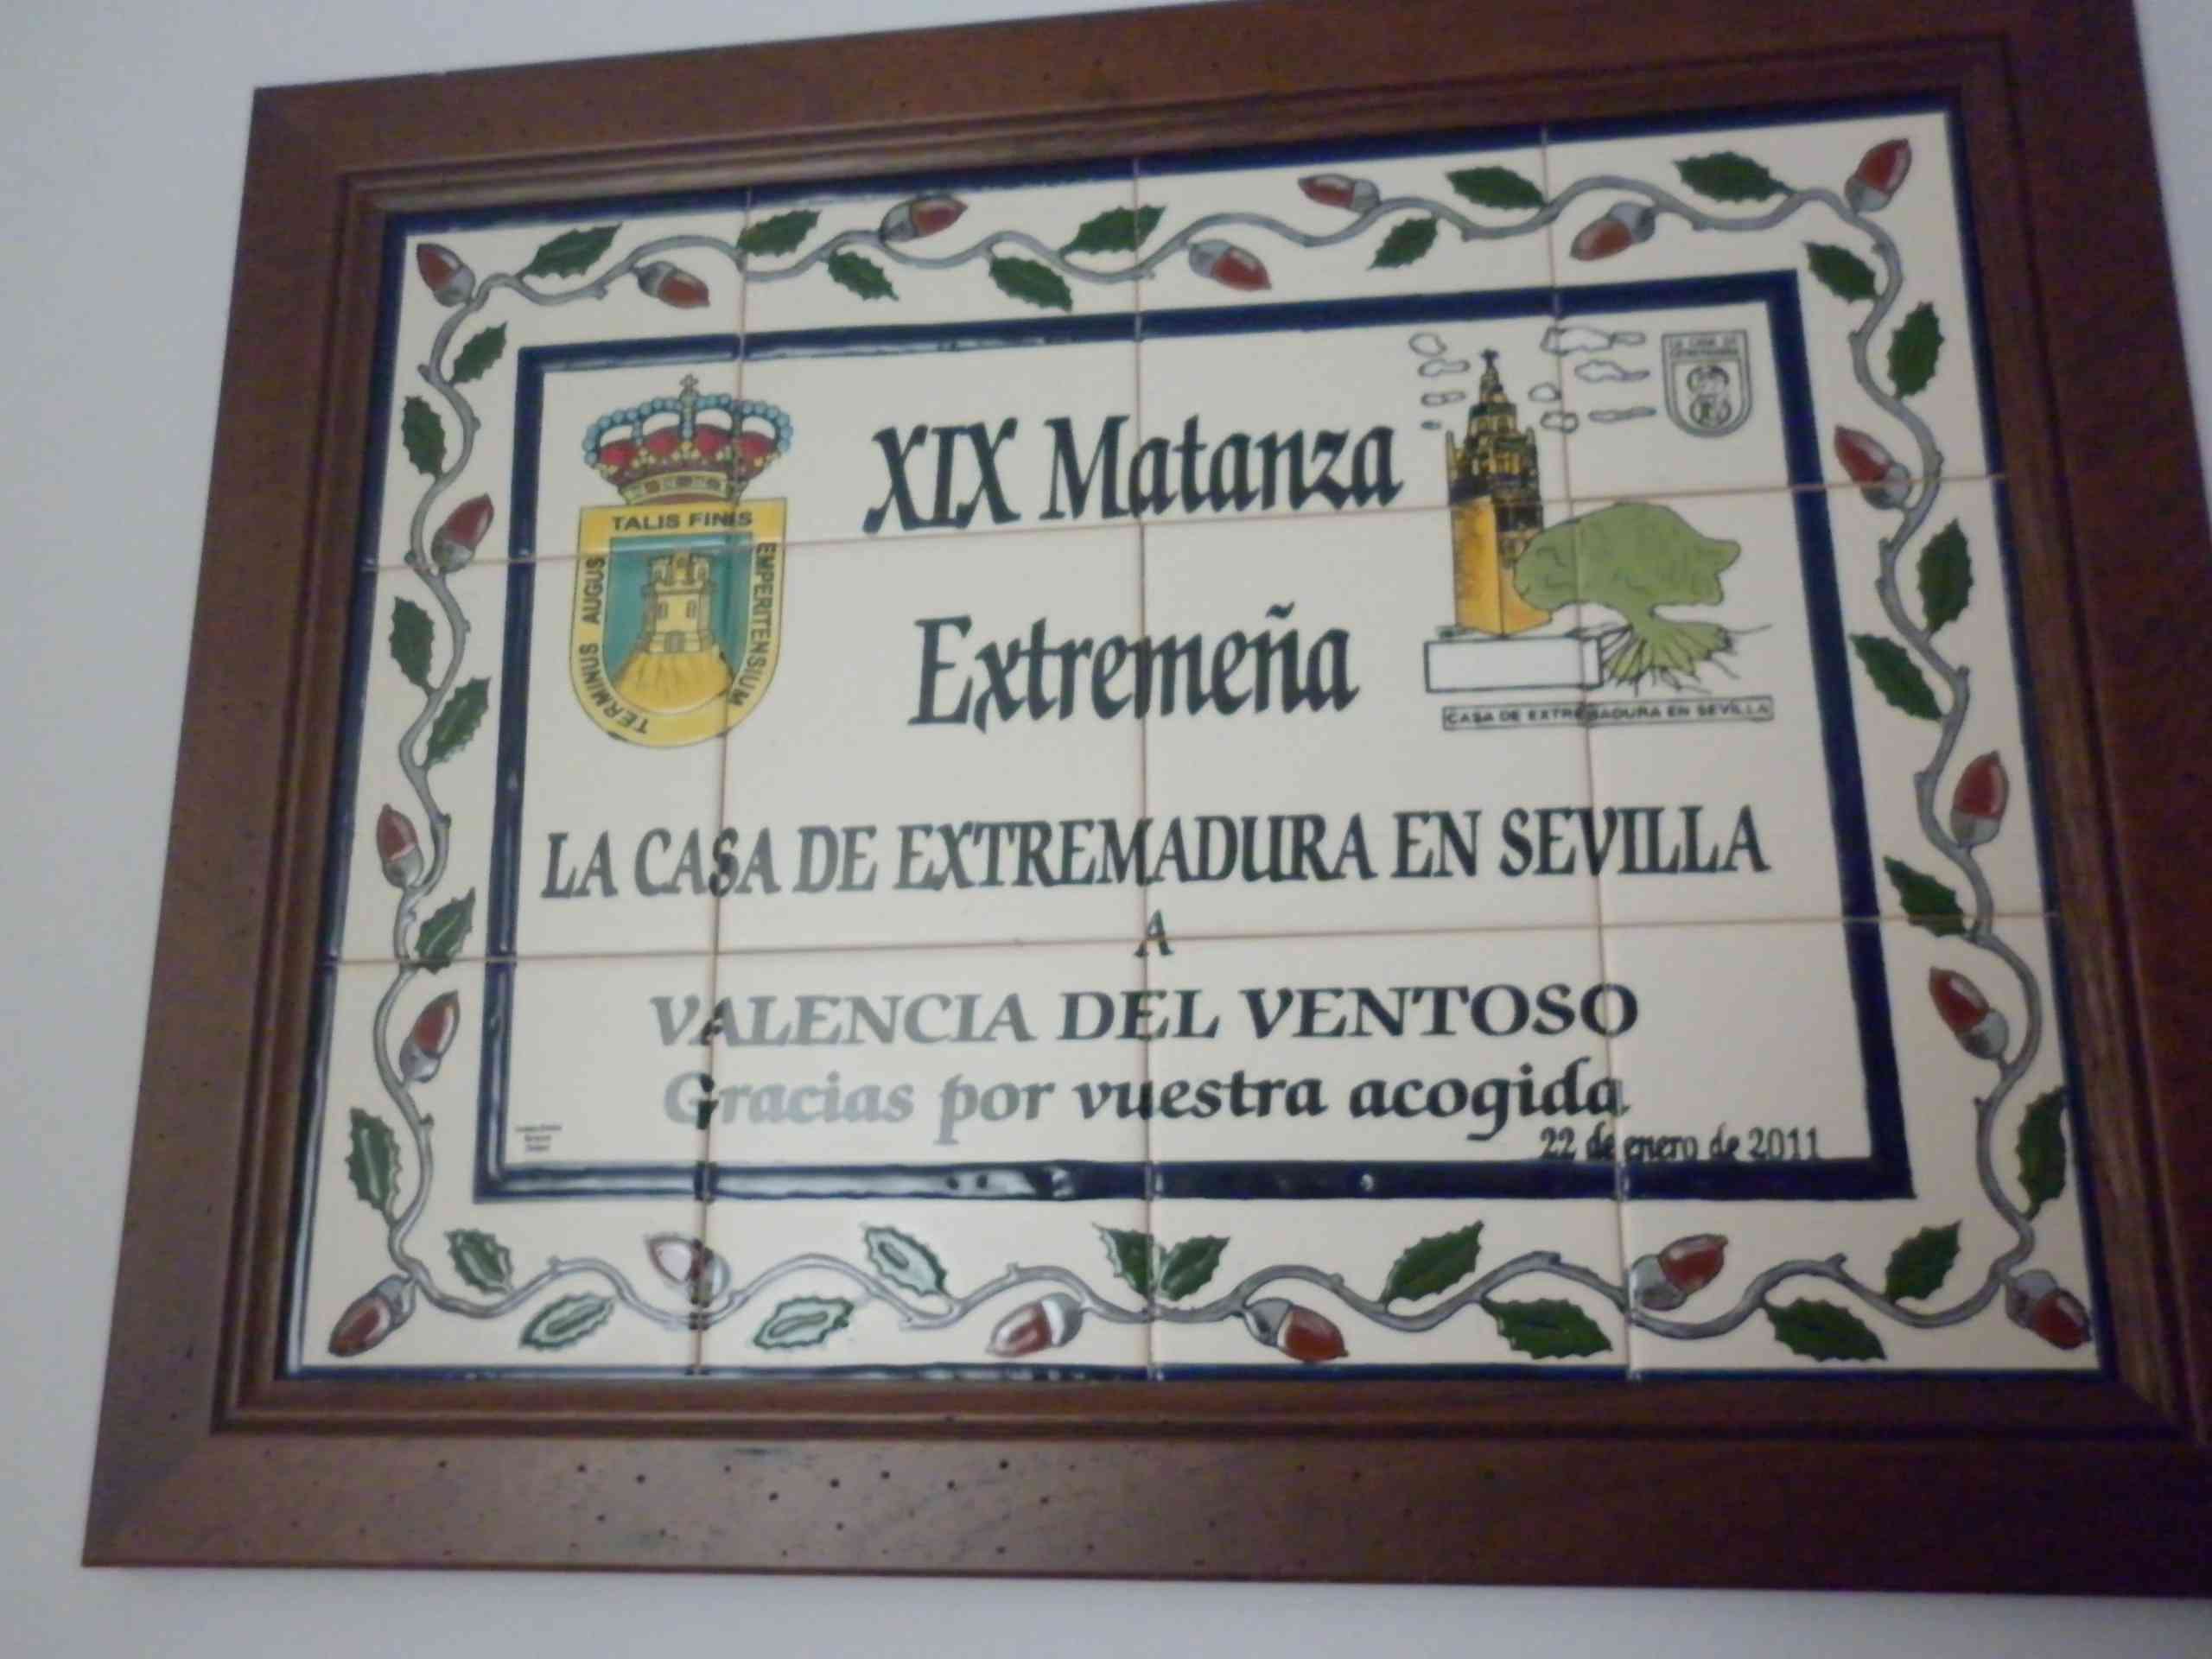 XIX Matanza
Extremeña
TALIS FINIS
EMPERITENSIUM
TERMINUS AUGUS
CASA DE EXTREMADURA EN SEVILLA
LA CASA DE EXTREMADURA EN SEVILLA
A
VALENCIA DEL VENTOSO
Gracias por vuestra acogida
22 de enero de 2011